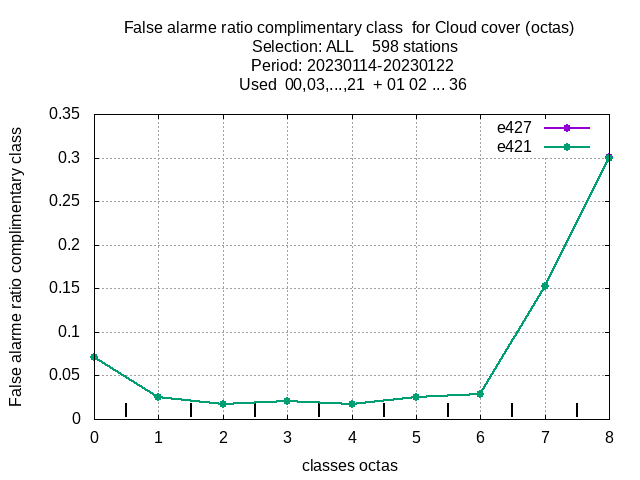 False alarme ratio complimentary class  for Cloud cover (octas)
Selection: ALL    598 stations
Period: 20230114-20230122
Used  00,03,...,21  + 01 02 ... 36
False alarme ratio complimentary class
0.35
0.3
0.25
0.2
0.15
0.1
0.05
0
e427
e421
0 1 2 3 4 5 6 7 8
classes octas